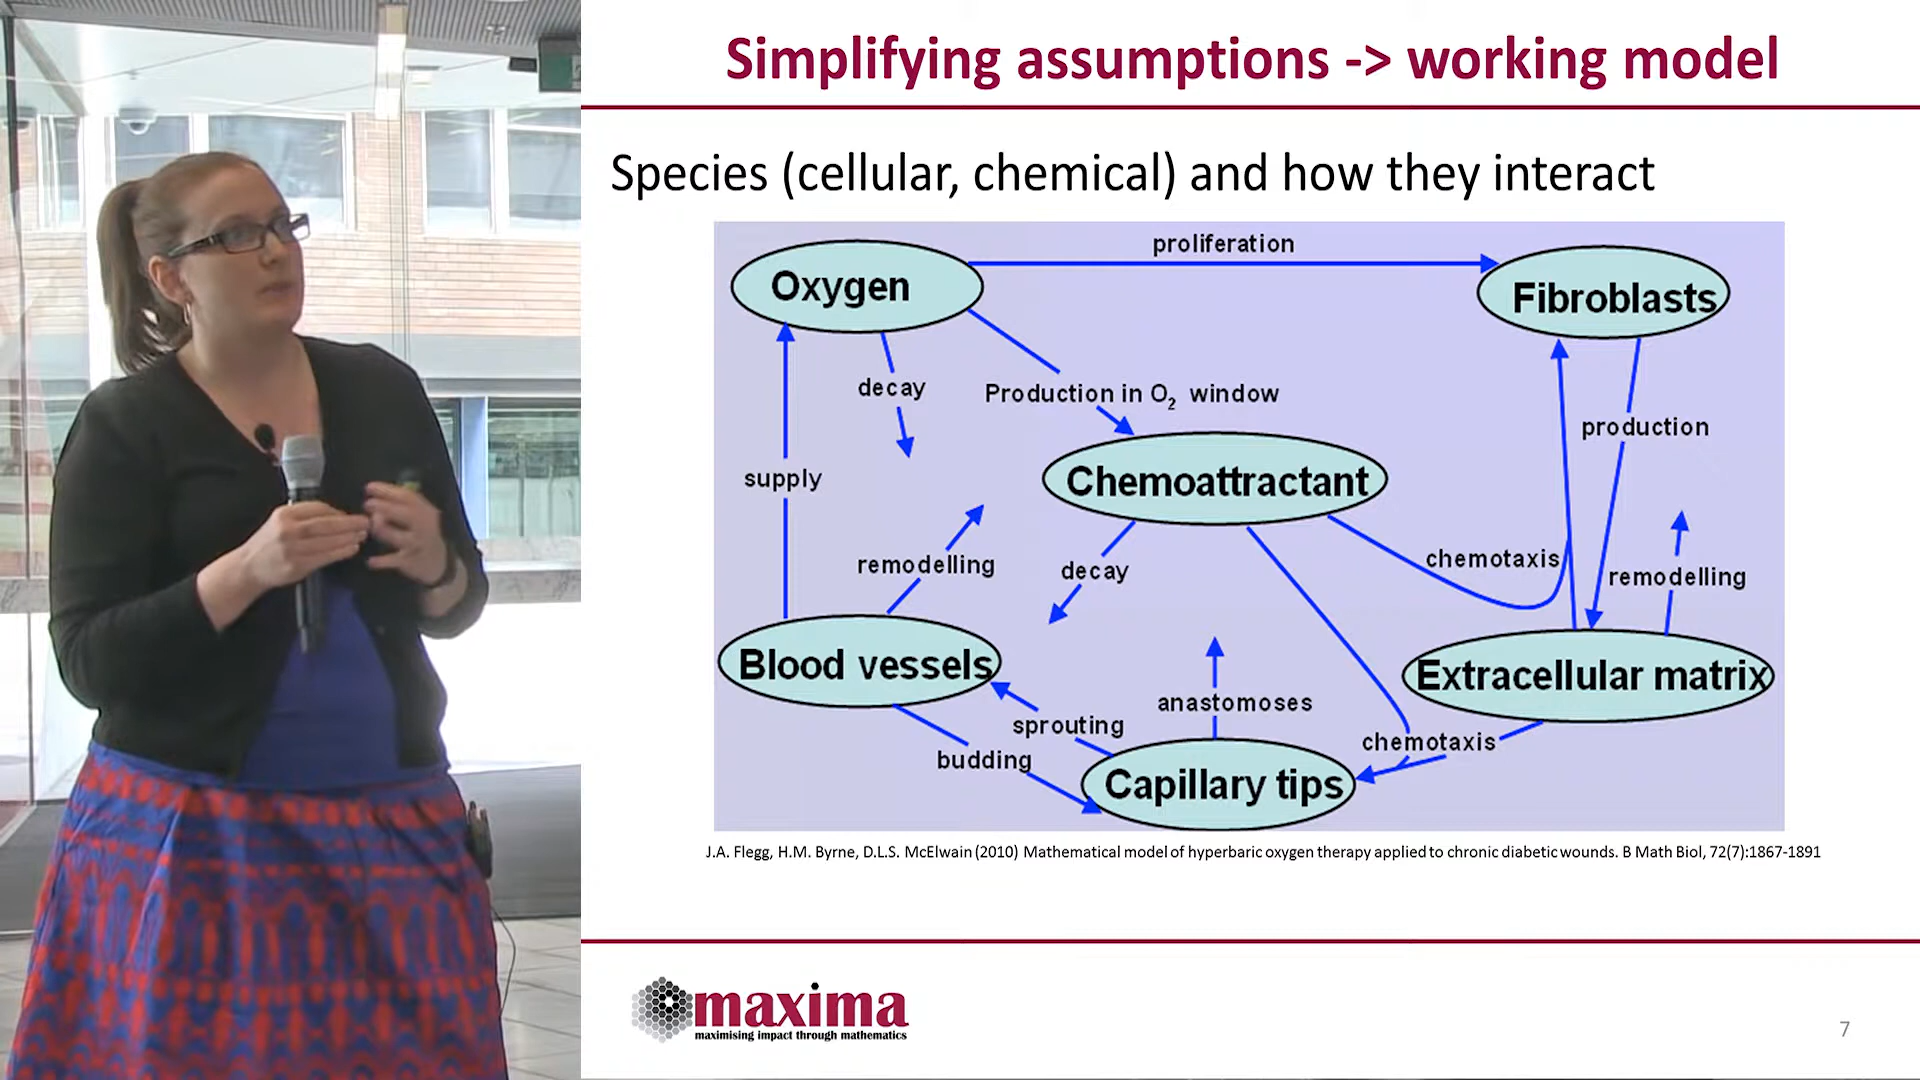 Simplifying assumptions -> working model
Species (cellular, chemical) and how they interact
proliferation
Oxygen
Fibroblasts
decay
Production in O₂ window
production
supply
Chemoattractant
remodelling
decay
chemotaxis
remodelling
Blood vessels
Extracellular matrix
anastomoses
sprouting
chemotaxis
budding
Capillary tips
J.A. Flegg, H.M. Byrne, D.L.S. McElwain (2010) Mathematical model of hyperbaric oxygen therapy applied to chronic diabetic wounds. B Math Biol, 72(7):1867-1891
maxima
maximising impact through mathematics
7